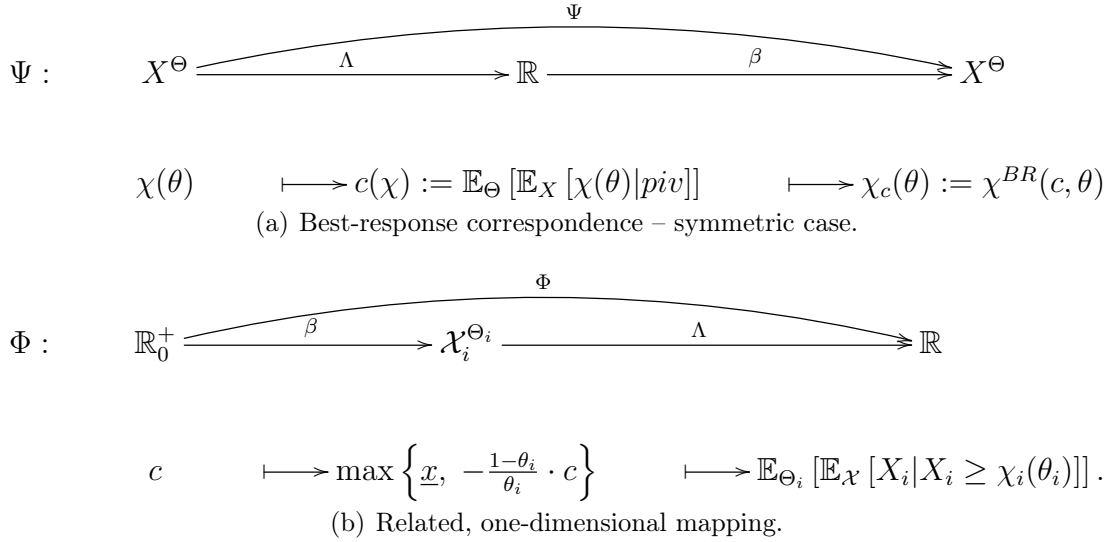 Ψ
Ψ : X^Θ Λ ℝ β X^Θ
χ(θ) ⟼ c(χ) := 𝔼_Θ [𝔼_X [χ(θ)|piv]] ⟼ χ_c(θ) := χ^{BR}(c, θ)
(a) Best-response correspondence – symmetric case.
Φ
Φ : ℝ_0^+ β 𝒳_i^{Θ_i} Λ ℝ
c ⟼ max { x̲, −\frac{1−θ_i}{θ_i} · c } ⟼ 𝔼_{Θ_i} [𝔼_𝒳 [X_i|X_i ≥ χ_i(θ_i)]] .
(b) Related, one-dimensional mapping.